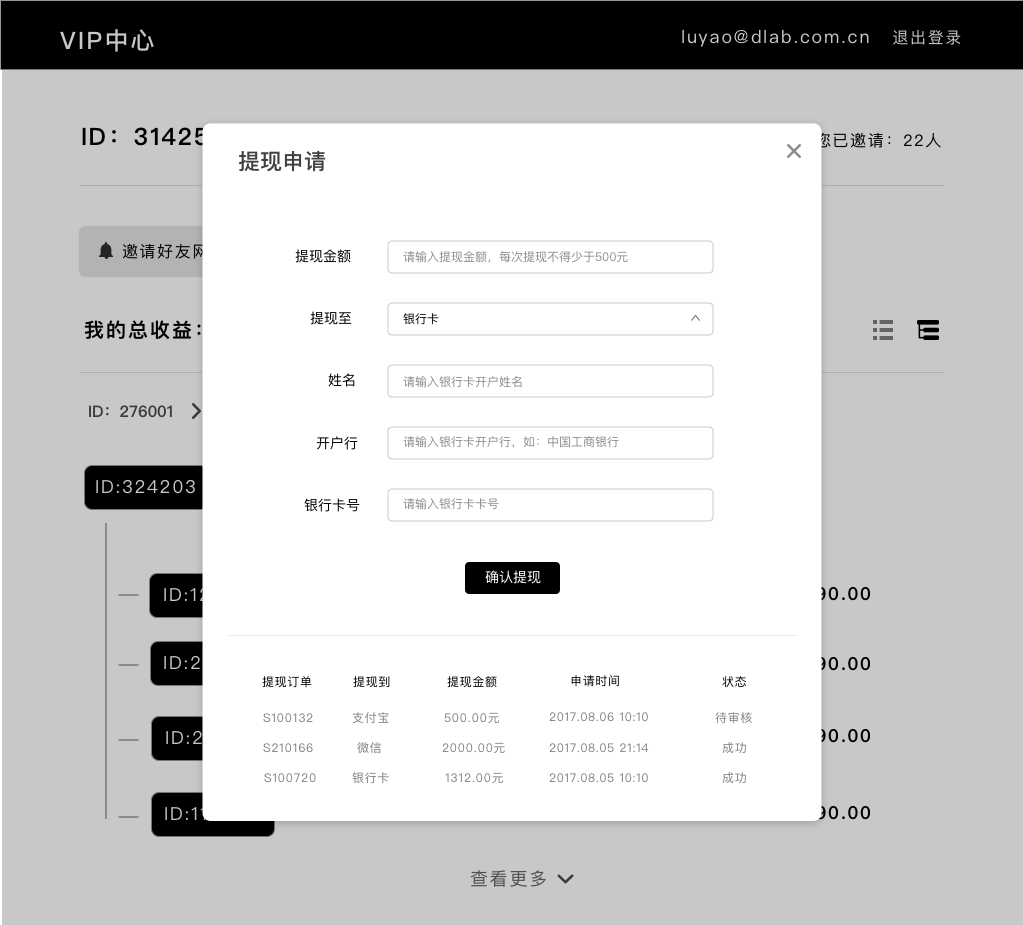 VIP中心
luyao@dlab.com.cn 退出登录
ID：31425
您已邀请：22人
提现申请
邀请好友
提现金额 请输入提现金额，每次提现不得少于500元
提现至 银行卡
我的总收益：
姓名 请输入银行卡开户姓名
ID：276001
开户行 请输入银行卡开户行，如：中国工商银行
ID:324203
银行卡号 请输入银行卡卡号
确认提现
ID:12
90.00
ID:2
90.00
提现订单 提现到 提现金额 申请时间 状态
S100132 支付宝 500.00元 2017.08.06 10:10 待审核
ID:2
90.00
S210166 微信 2000.00元 2017.08.05 21:14 成功
S100720 银行卡 1312.00元 2017.08.05 10:10 成功
ID:11
90.00
查看更多